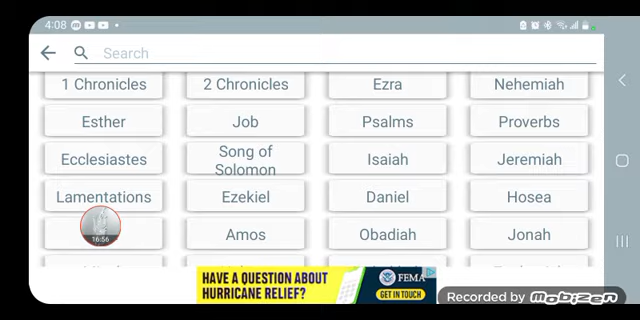 4:08
Search
1 Chronicles 2 Chronicles Ezra Nehemiah
Esther Job Psalms Proverbs
Ecclesiastes Song of Solomon Isaiah Jeremiah
Lamentations Ezekiel Daniel Hosea
16:56 Amos Obadiah Jonah
HAVE A QUESTION ABOUT
HURRICANE RELIEF?
FEMA
GET IN TOUCH
Recorded by Mobizen